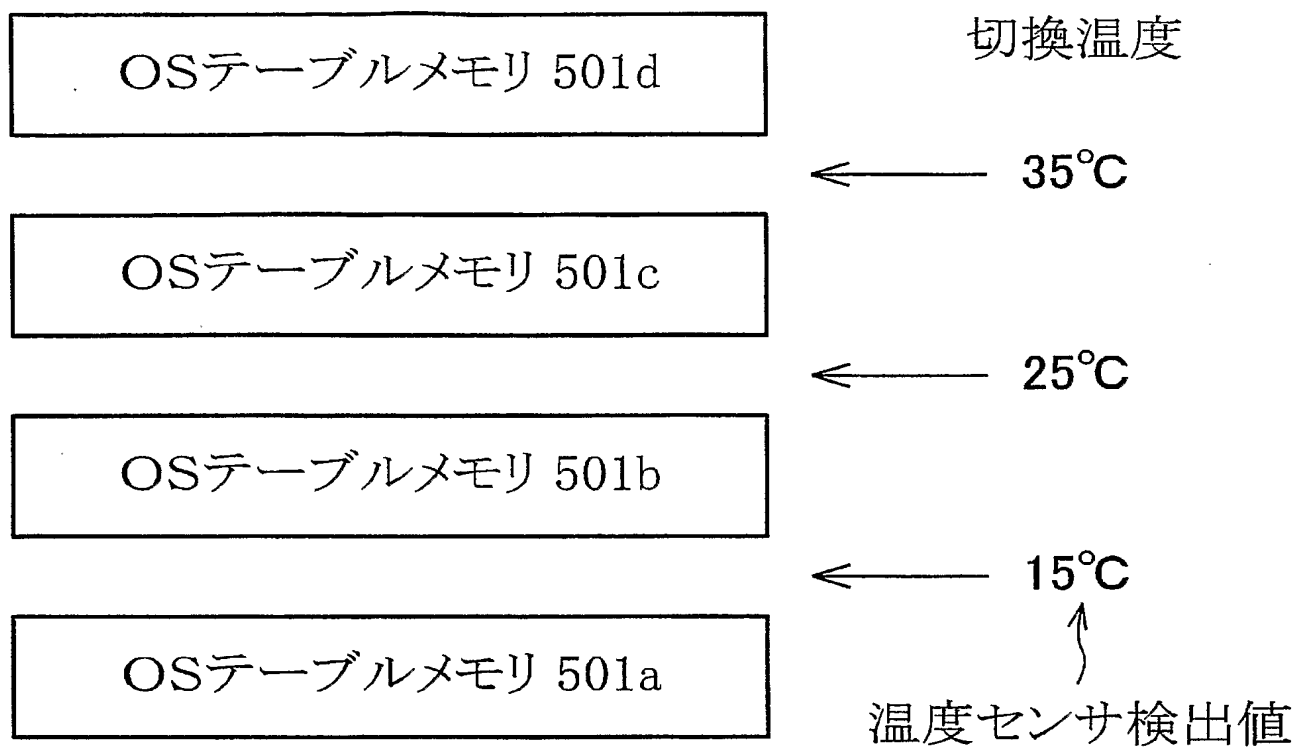 切換温度
OSテーブルメモリ 501d
35℃
OSテーブルメモリ 501c
25℃
OSテーブルメモリ 501b
15℃
OSテーブルメモリ 501a
温度センサ検出値